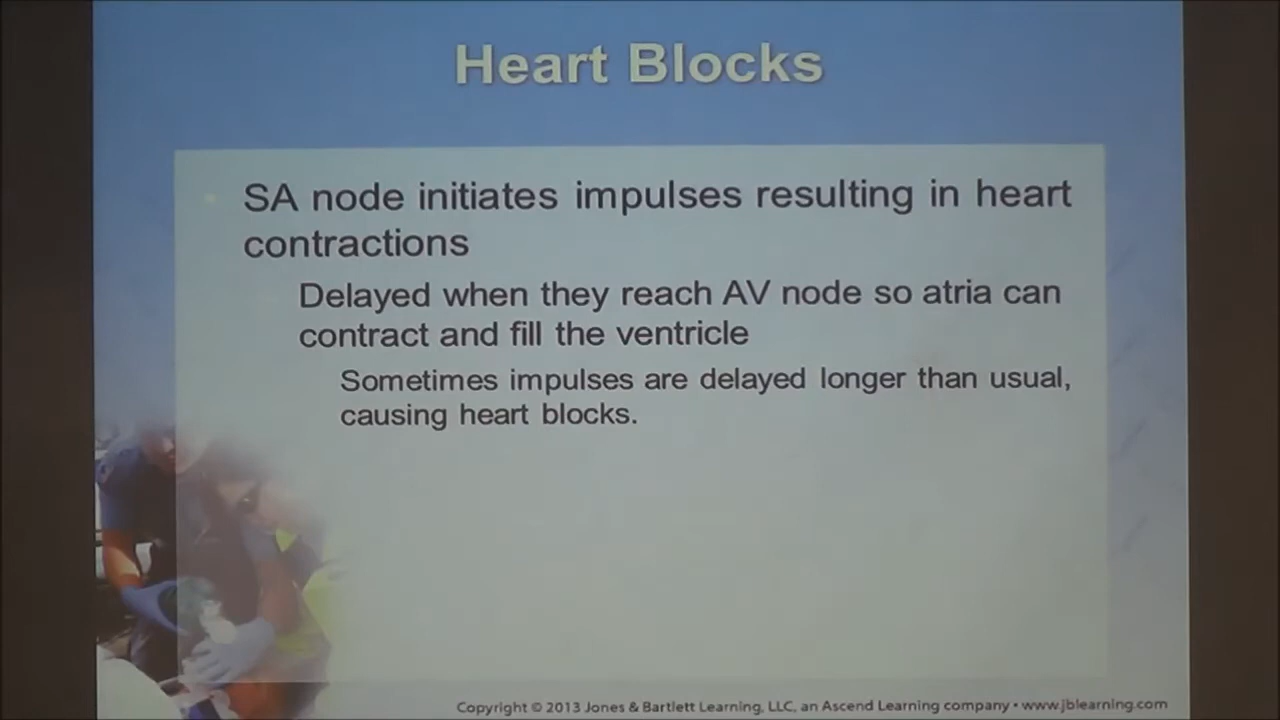 Heart Blocks
SA node initiates impulses resulting in heart
contractions
Delayed when they reach AV node so atria can
contract and fill the ventricle
Sometimes impulses are delayed longer than usual,
causing heart blocks.
Copyright © 2013 Jones & Bartlett Learning, LLC, an Ascend Learning company • www.jblearning.com